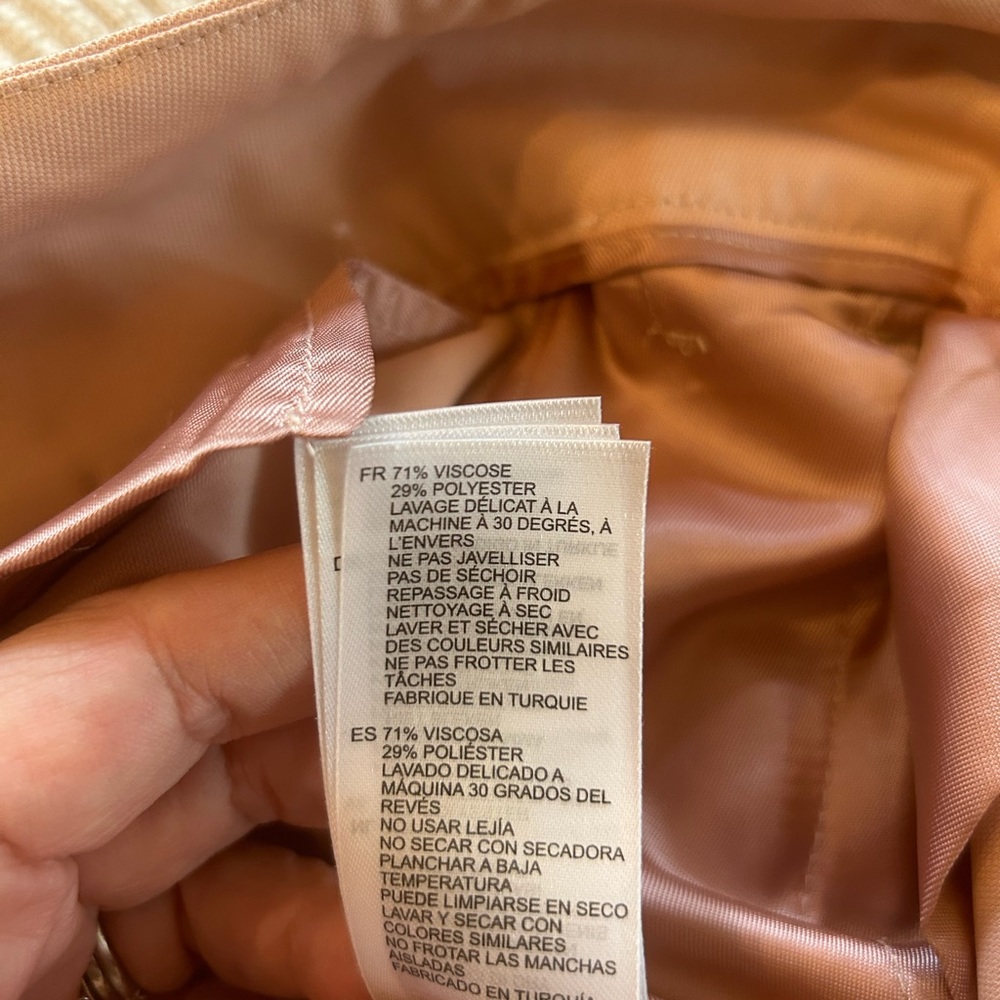 FR 71% VISCOSE
29% POLYESTER
LAVAGE DÉLICAT À LA
MACHINE À 30 DEGRÉS, À
L'ENVERS
NE PAS JAVELLISER
PAS DE SÉCHOIR
REPASSAGE À FROID
NETTOYAGE À SEC
LAVER ET SÉCHER AVEC
DES COULEURS SIMILAIRES
NE PAS FROTTER LES
TÂCHES
FABRIQUE EN TURQUIE
ES 71% VISCOSA
29% POLIÉSTER
LAVADO DELICADO A
MÁQUINA 30 GRADOS DEL
REVÉS
NO USAR LEJÍA
NO SECAR CON SECADORA
PLANCHAR A BAJA
TEMPERATURA
PUEDE LIMPIARSE EN SECO
LAVAR Y SECAR CON
COLORES SIMILARES
NO FROTAR LAS MANCHAS
AISLADAS
FABRICADO EN TURQUÍA